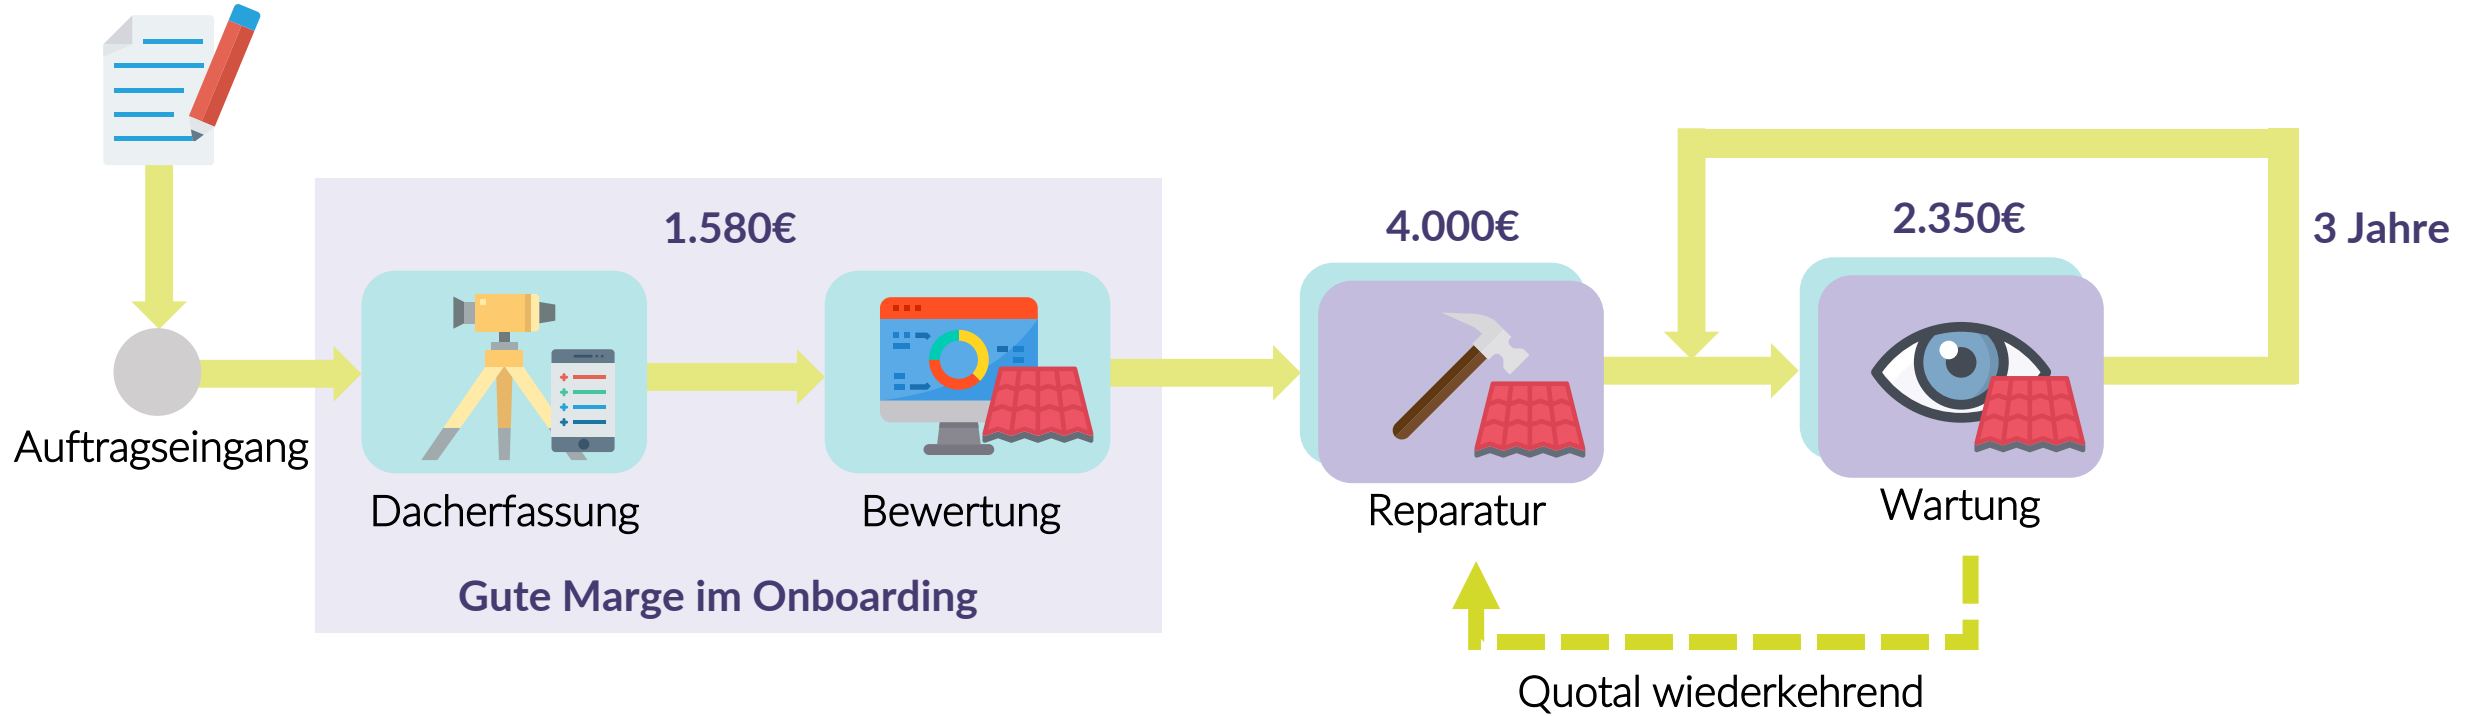 1.580€
4.000€
2.350€
3 Jahre
Auftragseingang
Dacherfassung
Bewertung
Reparatur
Wartung
Gute Marge im Onboarding
Quotal wiederkehrend